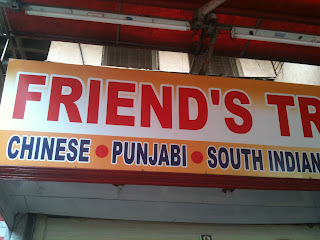 FRIEND'S TR
CHINESE • PUNJABI • SOUTH INDIAN